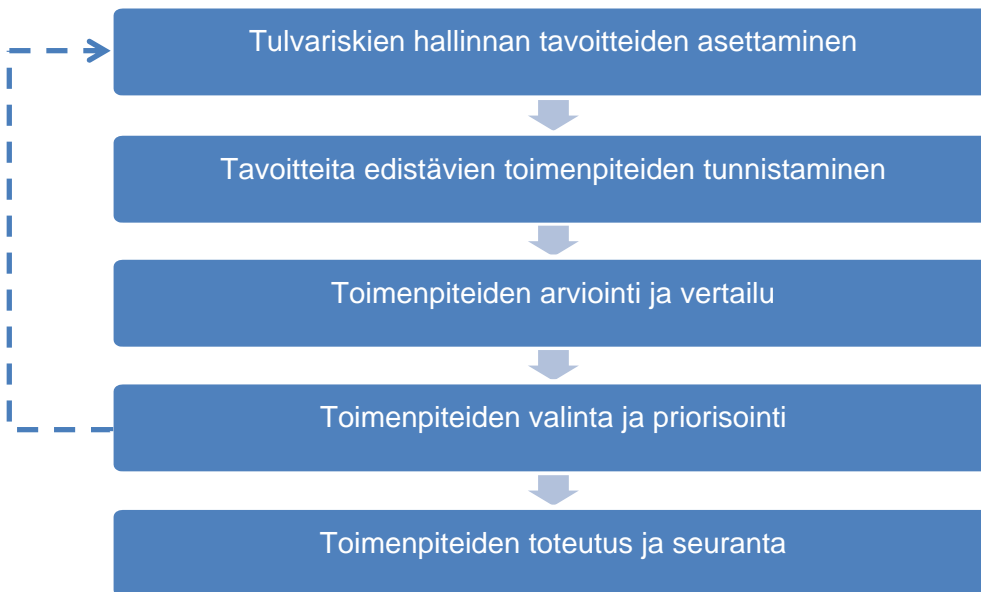 Tulvariskien hallinnan tavoitteiden asettaminen
Tavoitteita edistävien toimenpiteiden tunnistaminen
Toimenpiteiden arviointi ja vertailu
Toimenpiteiden valinta ja priorisointi
Toimenpiteiden toteutus ja seuranta